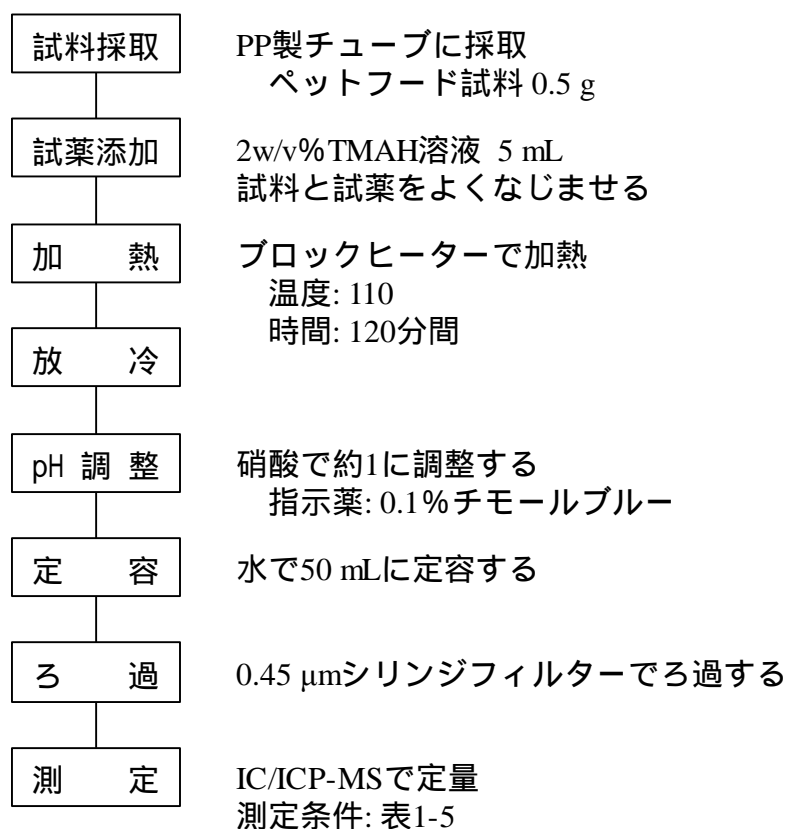 試料採取 PP製チューブに採取
ペットフード試料 0.5 g
試薬添加 2w/v%TMAH溶液 5 mL
試料と試薬をよくなじませる
加 熱 ブロックヒーターで加熱
温度: 110
時間: 120分間
放 冷
pH 調 整 硝酸で約1に調整する
指示薬: 0.1%チモールブルー
定 容 水で50 mLに定容する
ろ 過 0.45 μmシリンジフィルターでろ過する
測 定 IC/ICP-MSで定量
測定条件: 表1-5